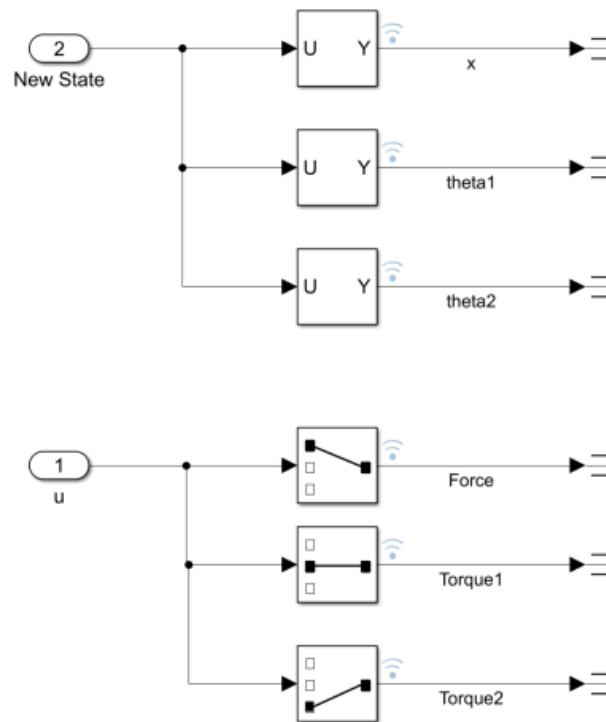 2
New State
U Y
x
U Y
theta1
U Y
theta2
1
u
Force
Torque1
Torque2